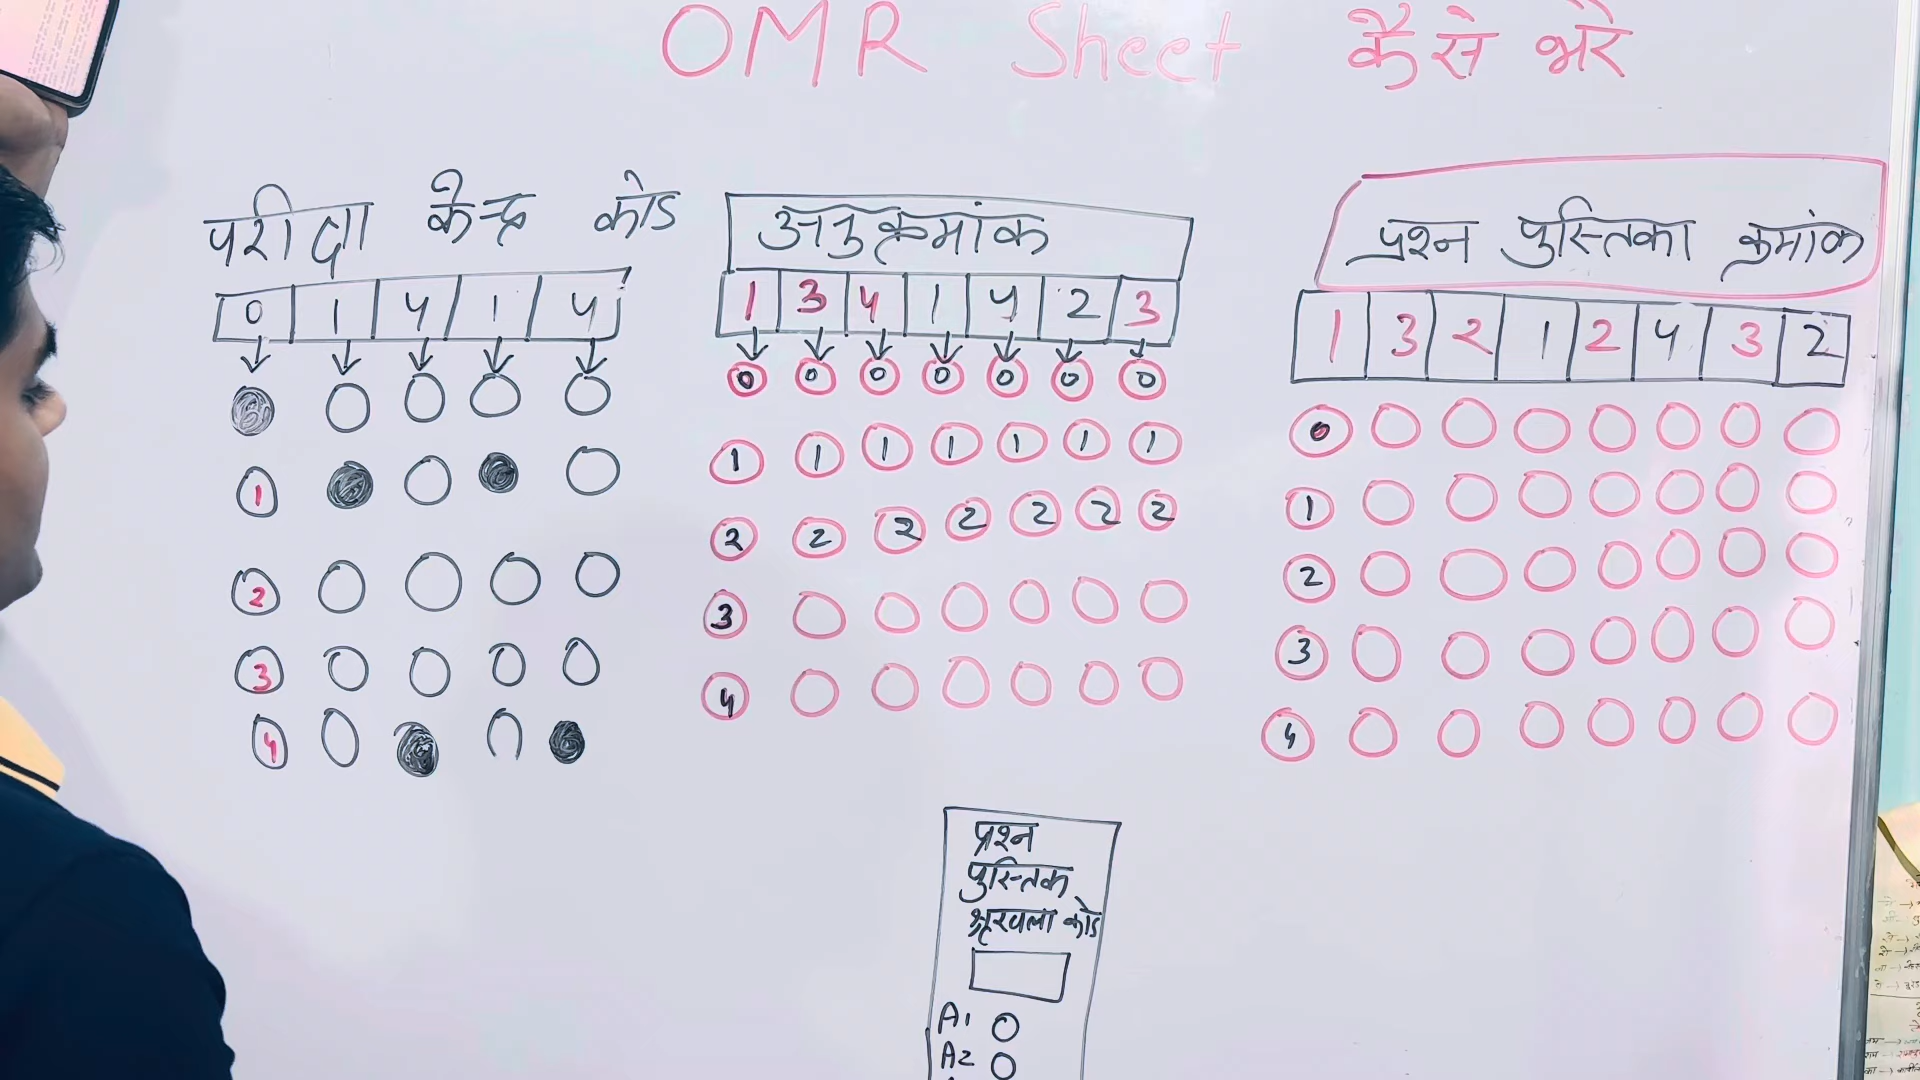 OMR Sheet कैसे भरे
परीक्षा केन्द्र कोड
0 1 4 1 4
1
2
3
4
अनुक्रमांक
1 3 4 1 4 2 3
0 0 0 0 0 0 0
1 1 1 1 1 1 1
2 2 2 2 2 2 2
3
4
प्रश्न पुस्तिका क्रमांक
1 3 2 1 2 4 3 2
0
1
2
3
4
प्रश्न
पुस्तिक
श्रृखला कोड
A1
A2